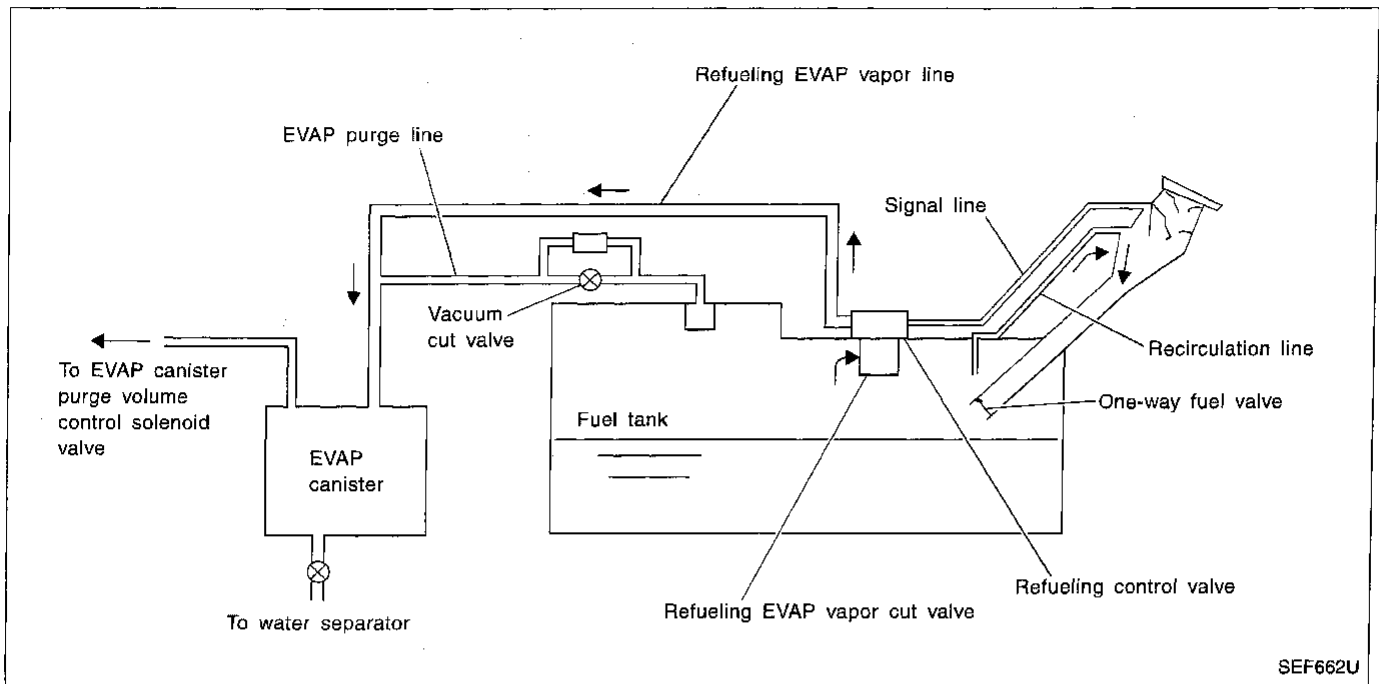 Refueling EVAP vapor line
EVAP purge line
Signal line
Vacuum
cut valve
Recirculation line
To EVAP canister
purge volume
control solenoid
valve
One-way fuel valve
Fuel tank
EVAP
canister
Refueling control valve
Refueling EVAP vapor cut valve
To water separator
SEF662U